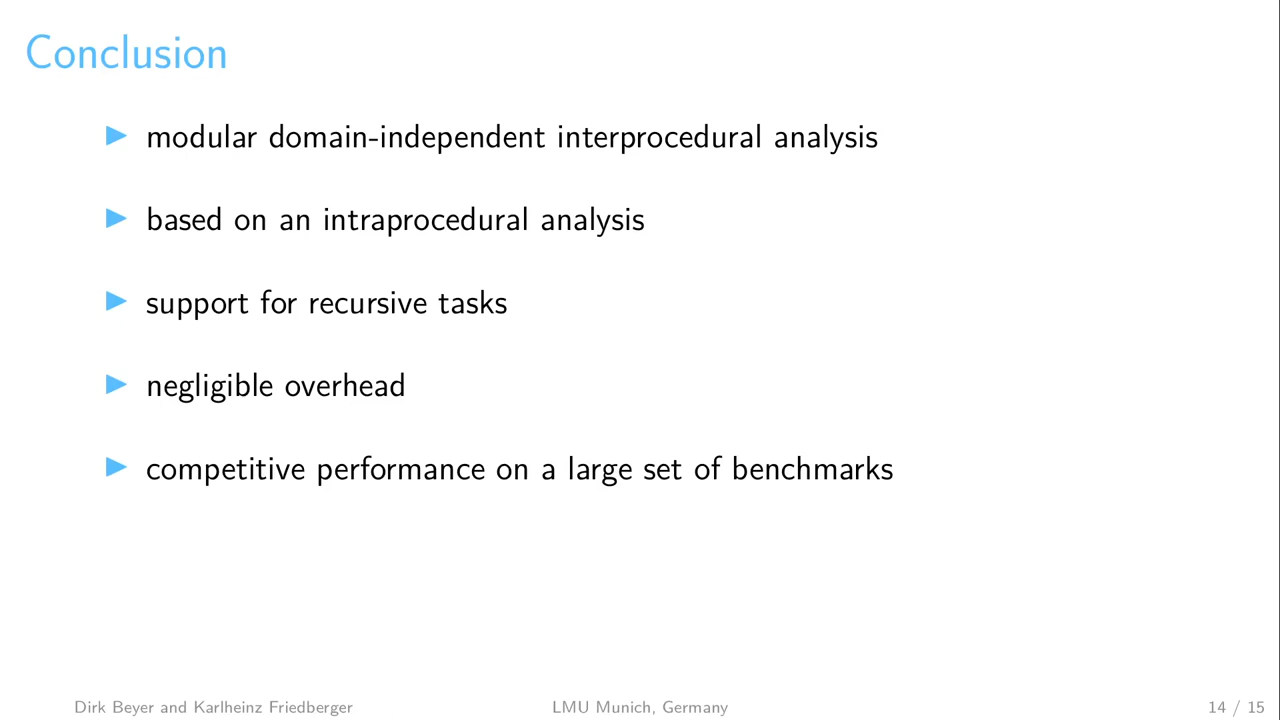 Conclusion
modular domain-independent interprocedural analysis
based on an intraprocedural analysis
support for recursive tasks
negligible overhead
competitive performance on a large set of benchmarks
Dirk Beyer and Karlheinz Friedberger
LMU Munich, Germany
14 / 15